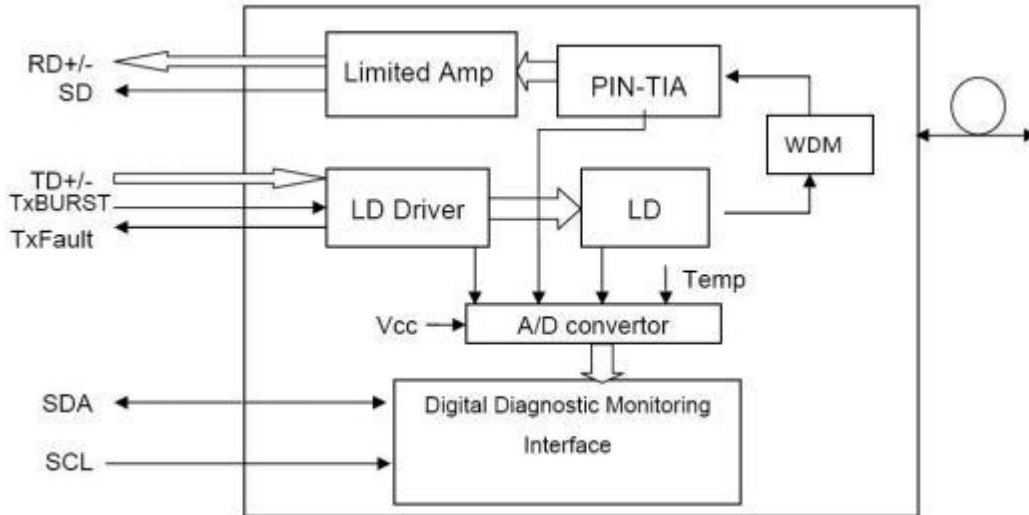 RD+/-
SD
Limited Amp
PIN-TIA
WDM
TD+/-
TxBURST
TxFault
LD Driver
LD
Temp
Vcc
A/D convertor
SDA
SCL
Digital Diagnostic Monitoring
Interface